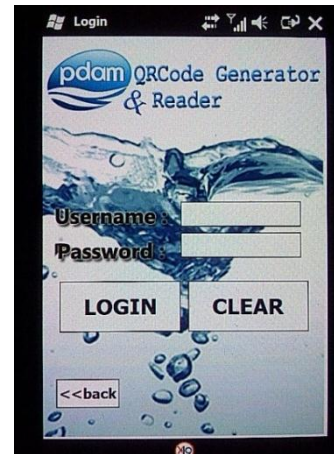 Login
pdam QRCode Generator
& Reader
Username :
Password :
LOGIN CLEAR
<<back